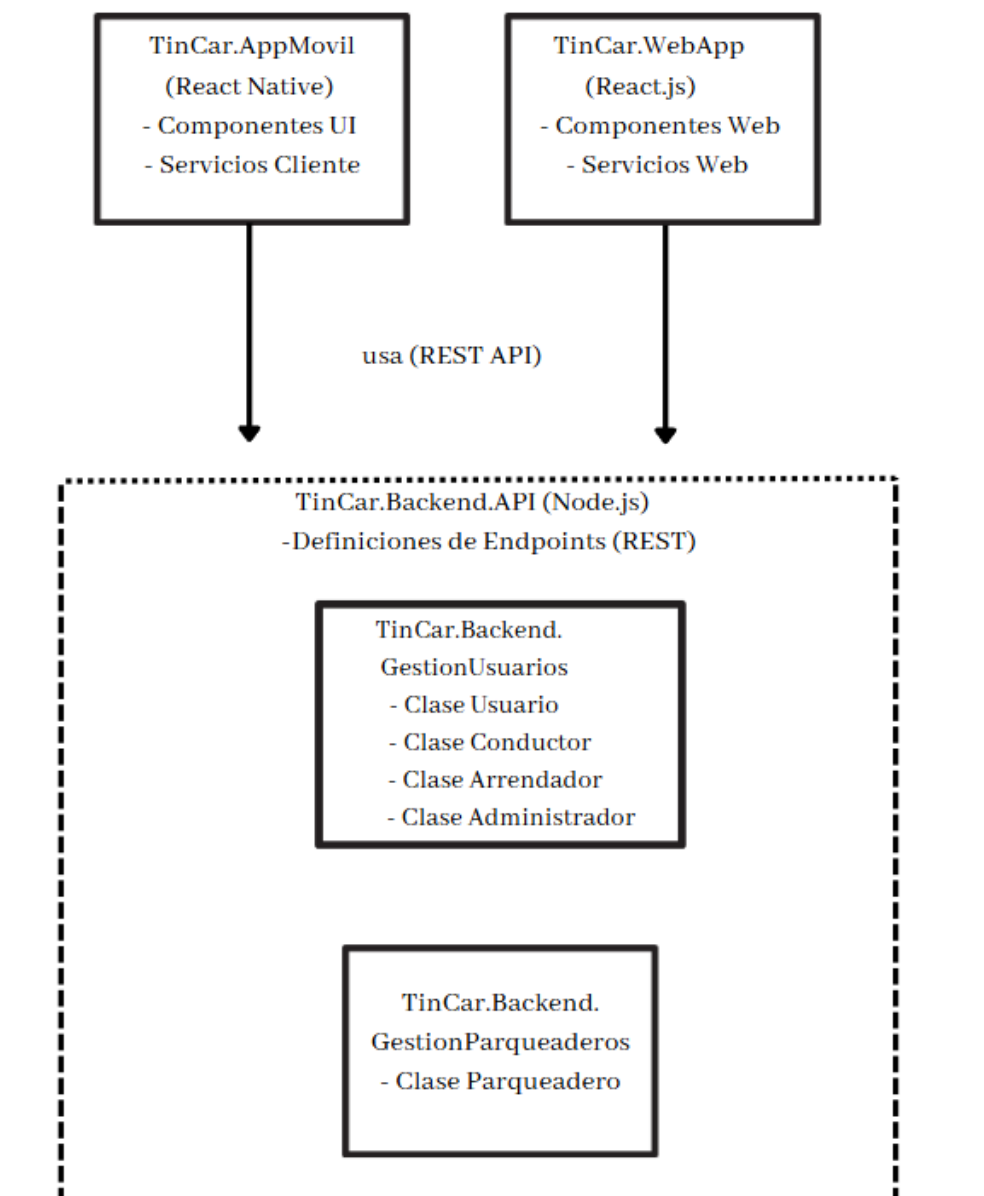 TinCar.AppMovil
(React Native)
- Componentes UI
- Servicios Cliente
TinCar.WebApp
(React.js)
- Componentes Web
- Servicios Web
usa (REST API)
TinCar.Backend.API (Node.js)
-Definiciones de Endpoints (REST)
TinCar.Backend.
GestionUsuarios
- Clase Usuario
- Clase Conductor
- Clase Arrendador
- Clase Administrador
TinCar.Backend.
GestionParqueaderos
- Clase Parqueadero